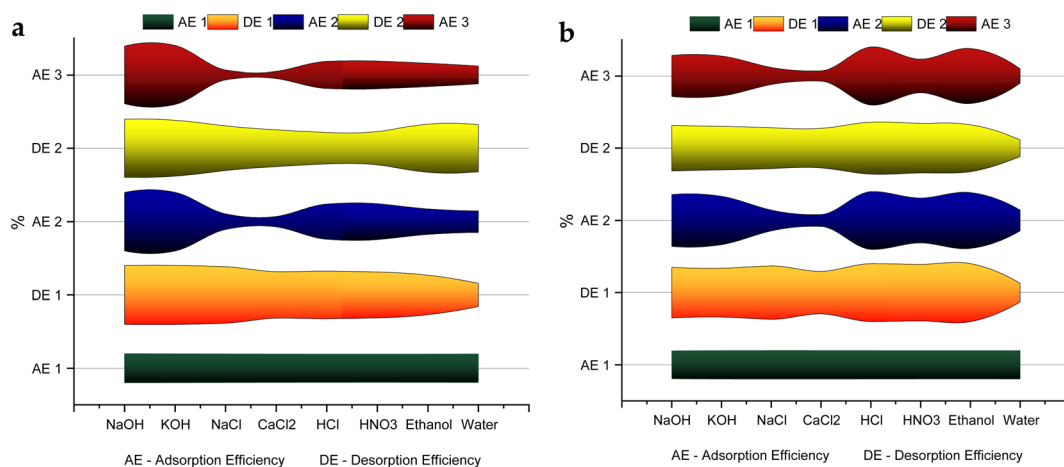 a
AE 1 DE 1 AE 2 DE 2 AE 3
AE 3
DE 2
AE 2
DE 1
AE 1
%
NaOH KOH NaCl CaCl2 HCl HNO3 Ethanol Water
AE - Adsorption Efficiency DE - Desorption Efficiency
b
AE 1 DE 1 AE 2 DE 2 AE 3
AE 3
DE 2
AE 2
DE 1
AE 1
%
NaOH KOH NaCl CaCl2 HCl HNO3 Ethanol Water
AE - Adsorption Efficiency DE - Desorption Efficiency